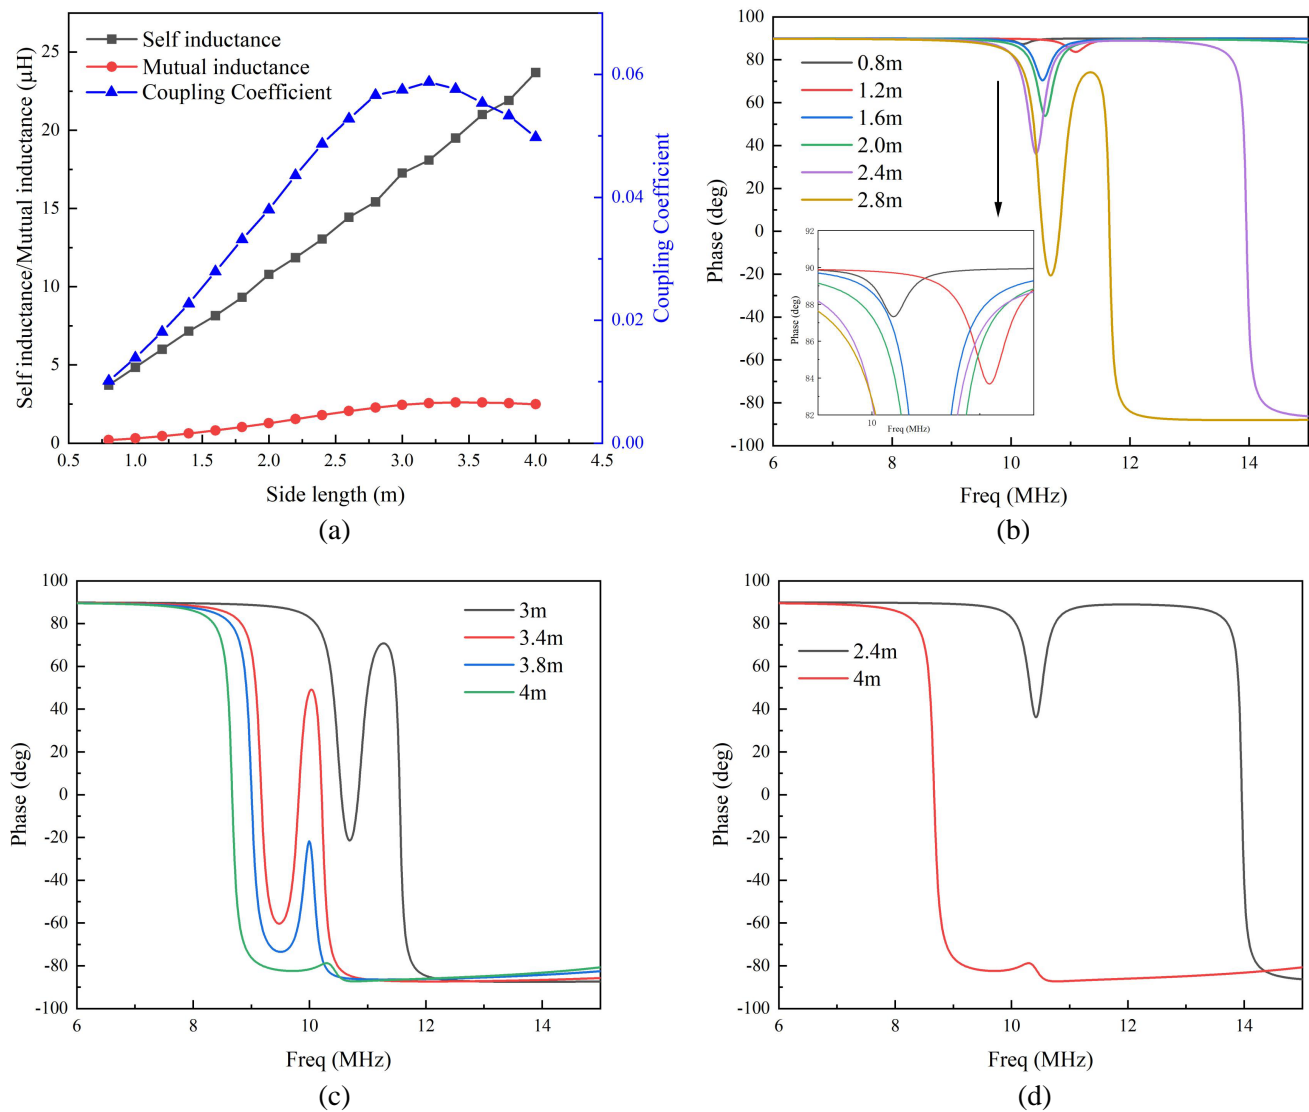 Self inductance
Mutual inductance
Coupling Coefficient
Self inductance/Mutual inductance (μH)
25
20
15
10
5
0
0.06
0.04
0.02
0.00
Coupling Coefficient
0.5 1.0 1.5 2.0 2.5 3.0 3.5 4.0 4.5
Side length (m)
(a)
Phase (deg)
100
80
60
40
20
0
-20
-40
-60
-80
-100
0.8m
1.2m
1.6m
2.0m
2.4m
2.8m
Phase (deg)
92
90
88
86
84
82
10
Freq (MHz)
6 8 10 12 14
Freq (MHz)
(b)
Phase (deg)
100
80
60
40
20
0
-20
-40
-60
-80
-100
3m
3.4m
3.8m
4m
6 8 10 12 14
Freq (MHz)
(c)
Phase (deg)
100
80
60
40
20
0
-20
-40
-60
-80
-100
2.4m
4m
6 8 10 12 14
Freq (MHz)
(d)